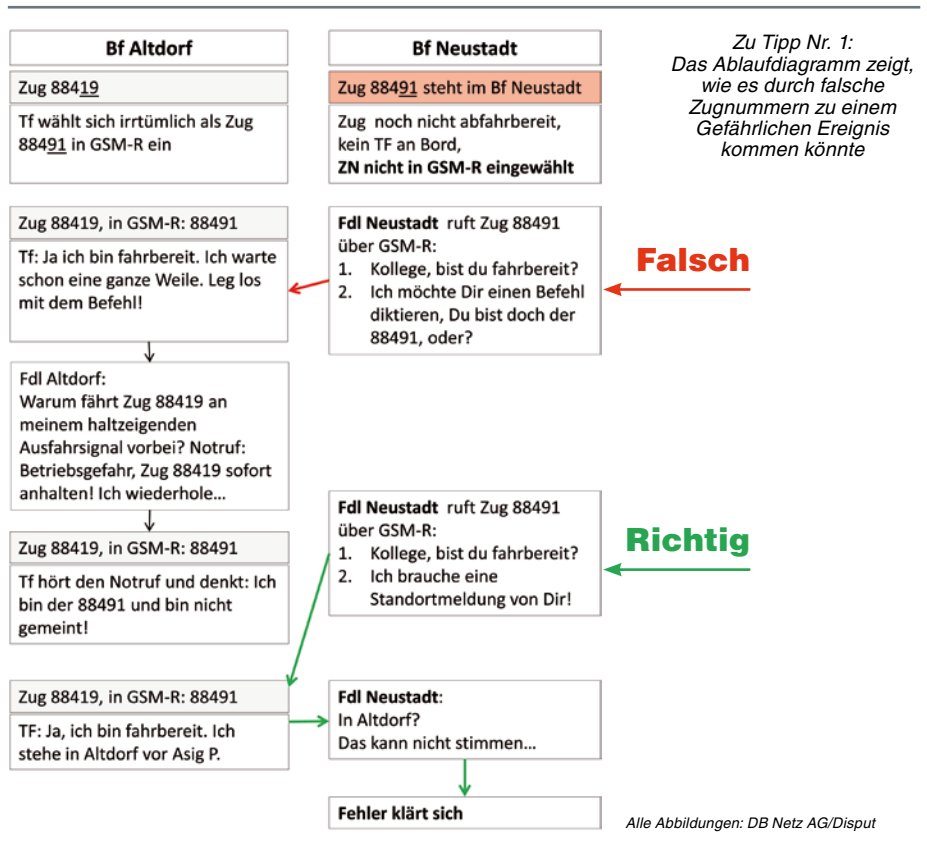 Bf Altdorf
Zug 88419
Tf wählt sich irrtümlich als Zug
88491 in GSM-R ein
Bf Neustadt
Zug 88491 steht im Bf Neustadt
Zug noch nicht abfahrbereit,
kein TF an Bord,
ZN nicht in GSM-R eingewählt
Zu Tipp Nr. 1:
Das Ablaufdiagramm zeigt,
wie es durch falsche
Zugnummern zu einem
Gefährlichen Ereignis
kommen könnte
Zug 88419, in GSM-R: 88491
Tf: Ja ich bin fahrbereit. Ich warte
schon eine ganze Weile. Leg los
mit dem Befehl!
Fdl Neustadt ruft Zug 88491
über GSM-R:
1. Kollege, bist du fahrbereit?
2. Ich möchte Dir einen Befehl
diktieren, Du bist doch der
88491, oder?
Falsch
Fdl Altdorf:
Warum fährt Zug 88419 an
meinem haltzeigenden
Ausfahrsignal vorbei? Notruf:
Betriebsgefahr, Zug 88419 sofort
anhalten! Ich wiederhole...
Zug 88419, in GSM-R: 88491
Tf hört den Notruf und denkt: Ich
bin der 88491 und bin nicht
gemeint!
Fdl Neustadt ruft Zug 88491
über GSM-R:
1. Kollege, bist du fahrbereit?
2. Ich brauche eine
Standortmeldung von Dir!
Richtig
Zug 88419, in GSM-R: 88491
TF: Ja, ich bin fahrbereit. Ich
stehe in Altdorf vor Asig P.
Fdl Neustadt:
In Altdorf?
Das kann nicht stimmen...
Fehler klärt sich
Alle Abbildungen: DB Netz AG/Disput